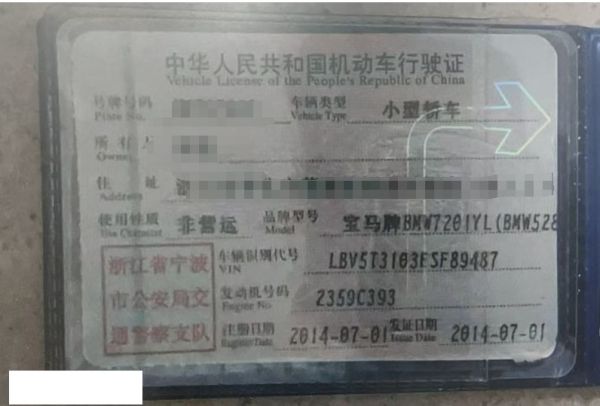 中华人民共和国机动车行驶证
Vehicle License of the People's Republic of China
号牌号码 车辆类型 小型轿车
Plate No. Vehicle Type
所有人
Owner
住址
Address
使用性质 非营运 品牌型号 宝马牌BMW7201YL(BMW528
Use Character Model
浙江省宁波
市公安局交
通警察支队
车辆识别代号 LBV5T3103ESF89487
VIN
发动机号码 2359C393
Engine No.
注册日期 2014-07-01 发证日期 2014-07-01
Register Date Issue Date